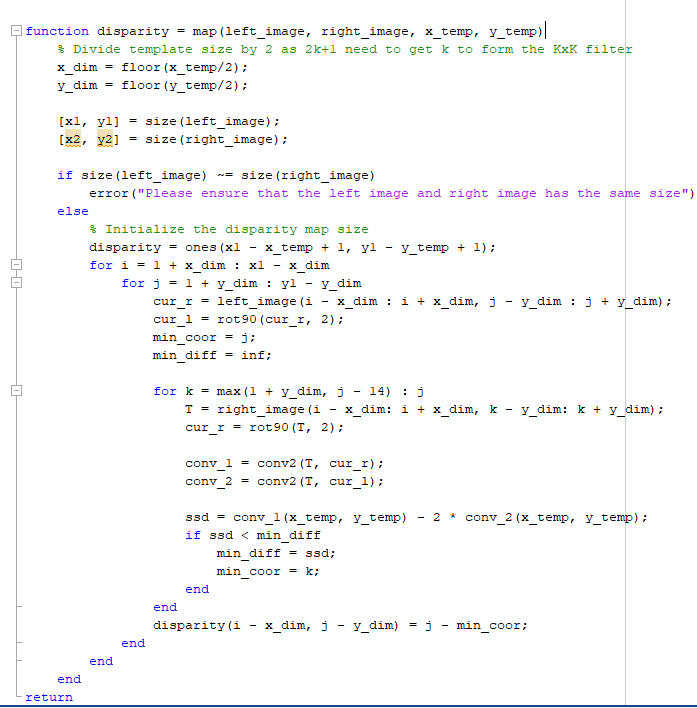 function disparity = map(left_image, right_image, x_temp, y_temp)
% Divide template size by 2 as 2k+1 need to get k to form the KxK filter
x_dim = floor(x_temp/2);
y_dim = floor(y_temp/2);
[x1, y1] = size(left_image);
[x2, y2] = size(right_image);
if size(left_image) ~= size(right_image)
error("Please ensure that the left image and right image has the same size")
else
% Initialize the disparity map size
disparity = ones(x1 - x_temp + 1, y1 - y_temp + 1);
for i = 1 + x_dim : x1 - x_dim
for j = 1 + y_dim : y1 - y_dim
cur_r = left_image(i - x_dim : i + x_dim, j - y_dim : j + y_dim);
cur_l = rot90(cur_r, 2);
min_coor = j;
min_diff = inf;
for k = max(1 + y_dim, j - 14) : j
T = right_image(i - x_dim: i + x_dim, k - y_dim: k + y_dim);
cur_r = rot90(T, 2);
conv_1 = conv2(T, cur_r);
conv_2 = conv2(T, cur_l);
ssd = conv_1(x_temp, y_temp) - 2 * conv_2(x_temp, y_temp);
if ssd < min_diff
min_diff = ssd;
min_coor = k;
end
end
disparity(i - x_dim, j - y_dim) = j - min_coor;
end
end
end
return